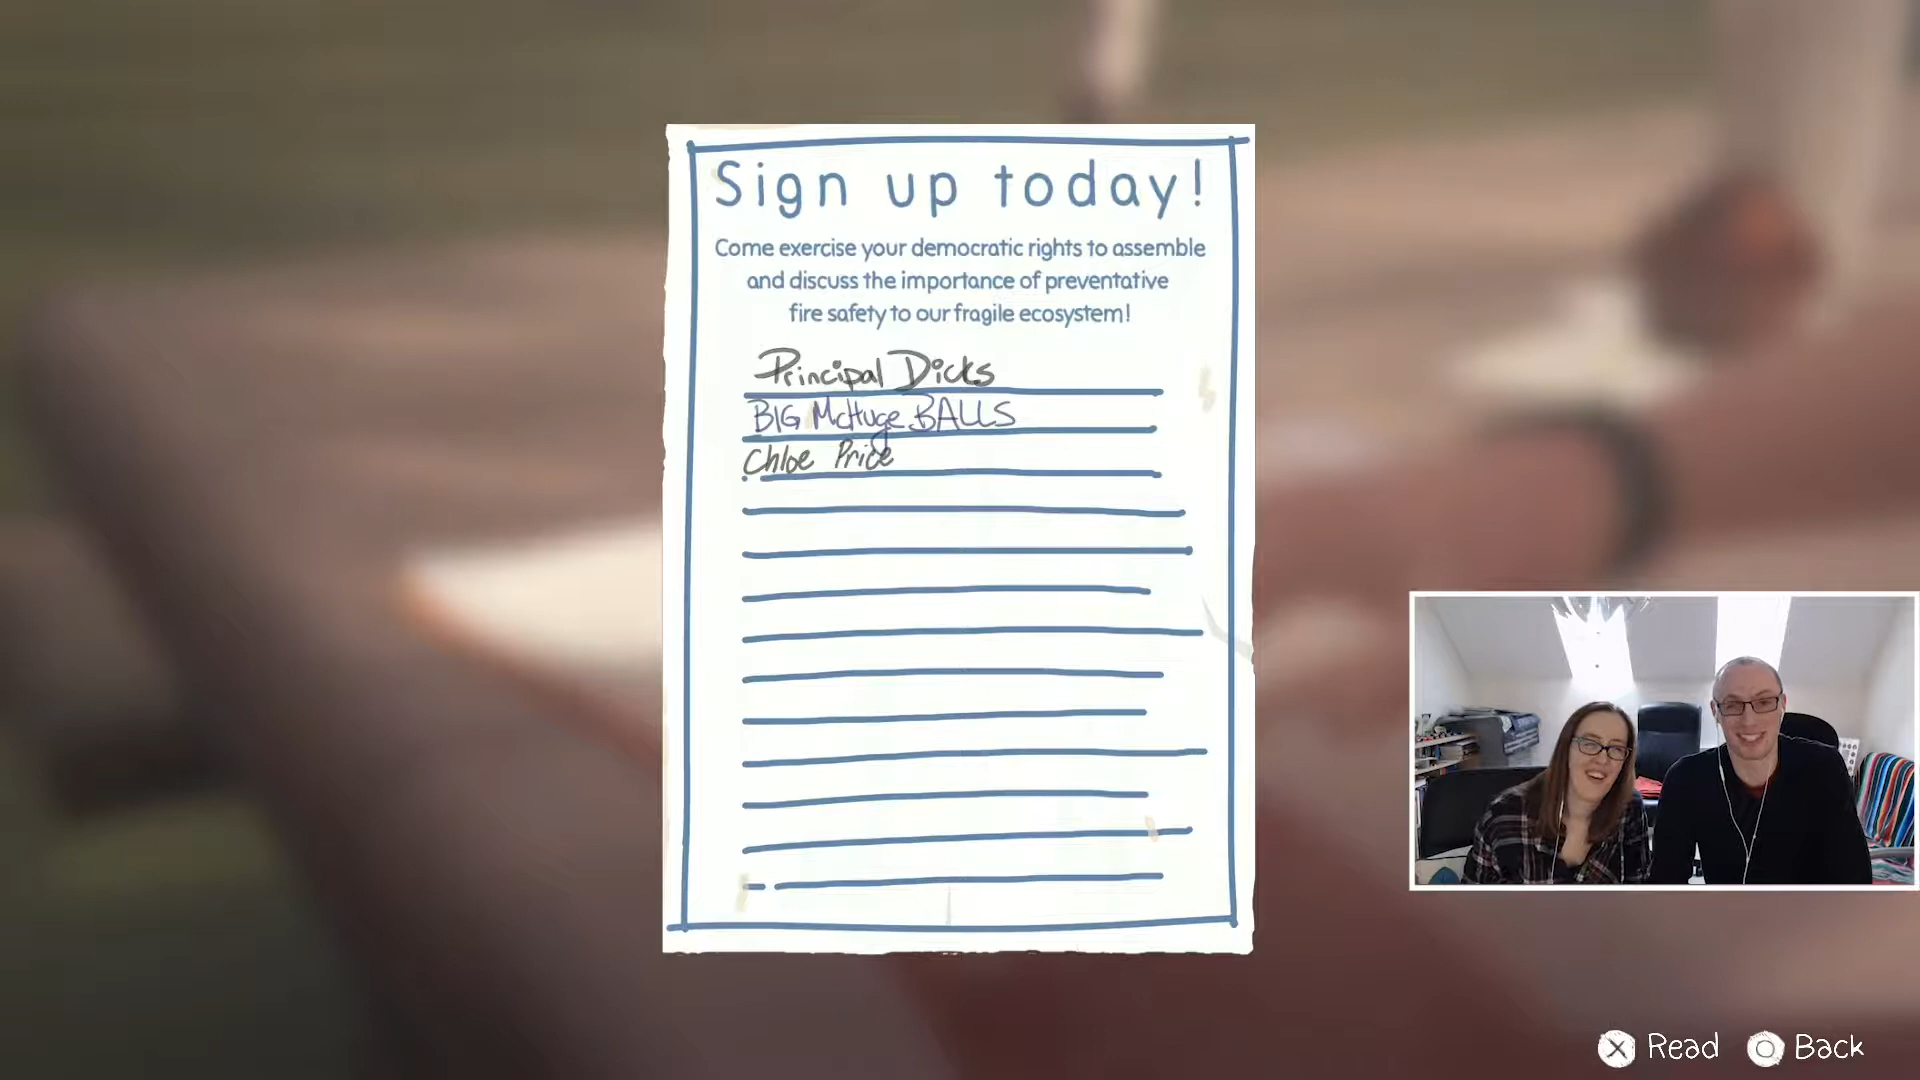 Sign up today!
Come exercise your democratic rights to assemble
and discuss the importance of preventative
fire safety to our fragile ecosystem!
Principal Dicks
BIG McHuge BALLS
Chloe Price
Read Back